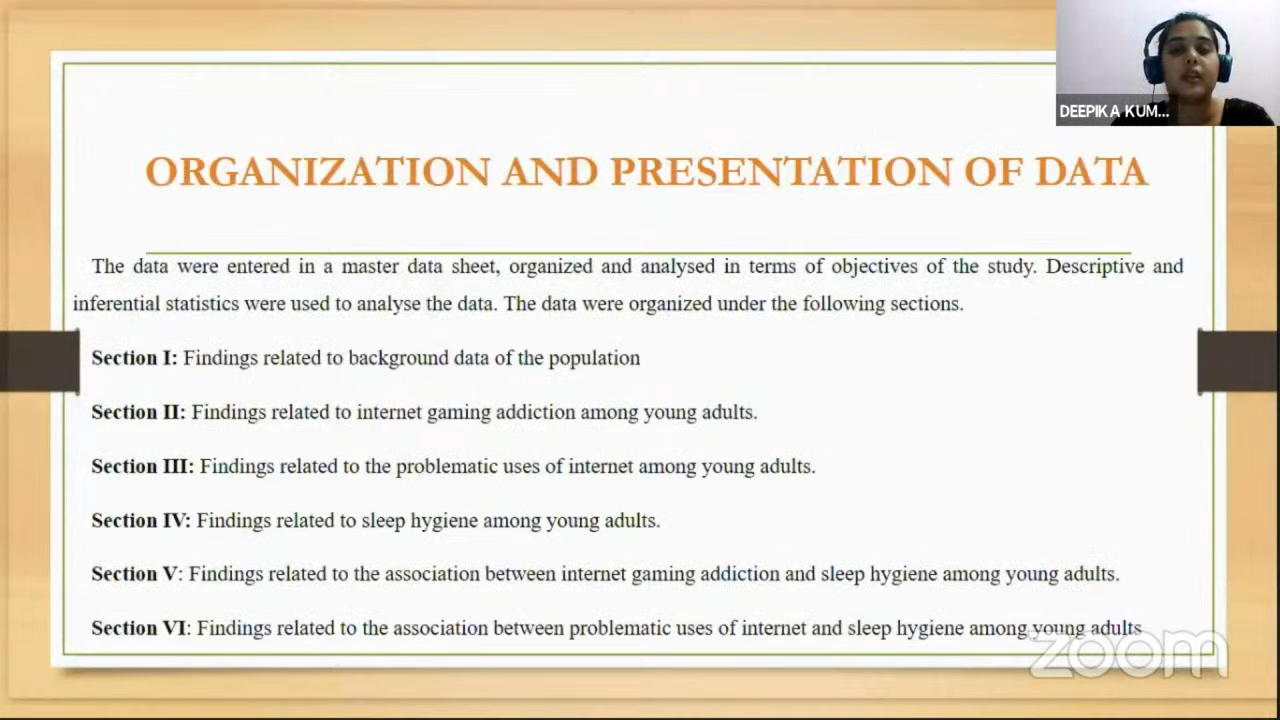 DEEPIKA KUM...
ORGANIZATION AND PRESENTATION OF DATA
The data were entered in a master data sheet, organized and analysed in terms of objectives of the study. Descriptive and
inferential statistics were used to analyse the data. The data were organized under the following sections.
Section I: Findings related to background data of the population
Section II: Findings related to internet gaming addiction among young adults.
Section III: Findings related to the problematic uses of internet among young adults.
Section IV: Findings related to sleep hygiene among young adults.
Section V: Findings related to the association between internet gaming addiction and sleep hygiene among young adults.
Section VI: Findings related to the association between problematic uses of internet and sleep hygiene among young adults
zoom